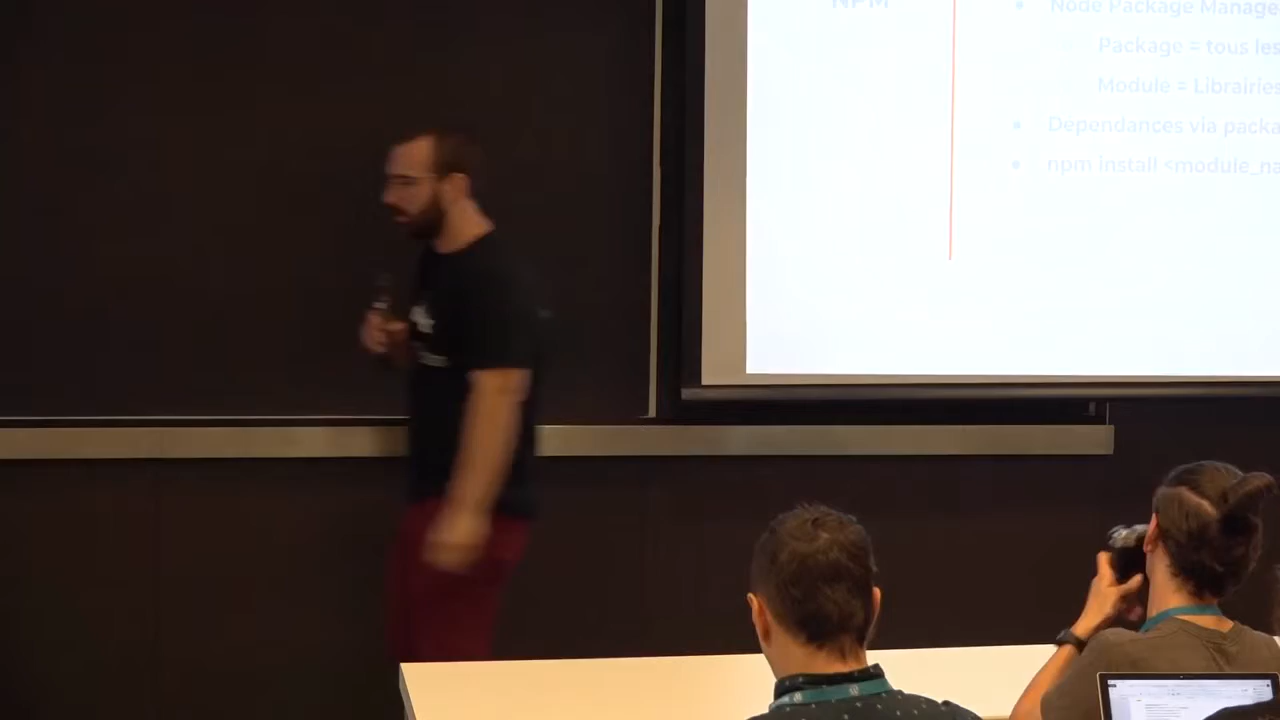 NPM
Node Package Manage
Package = tous les
Module = Librairies
Dependances via packa
npm install <module_na